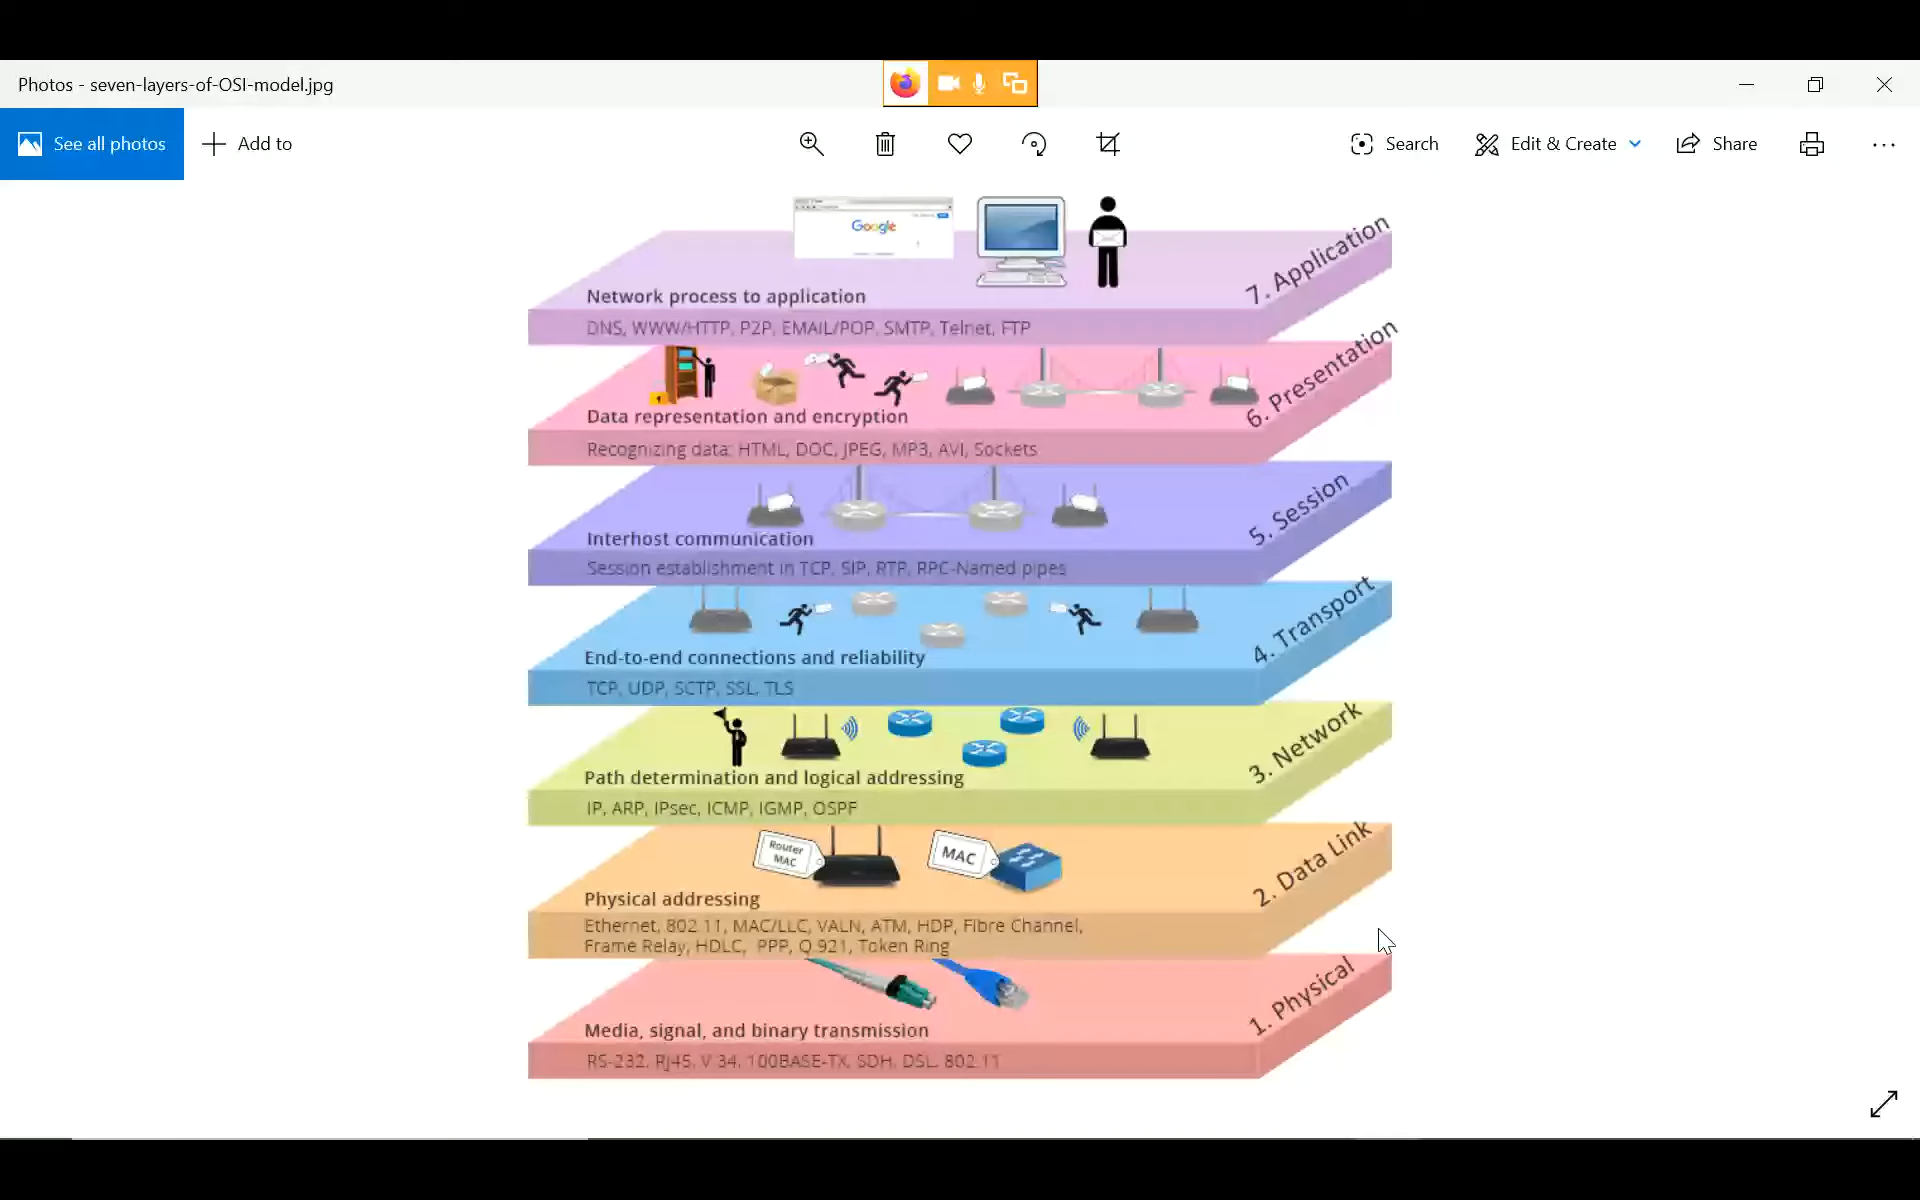 Photos - seven-layers-of-OSI-model.jpg
See all photos
Add to
Search
Edit & Create
Share
Google
7. Application
Network process to application
DNS, WWW/HTTP, P2P, EMAIL/POP, SMTP, Telnet, FTP
6. Presentation
Data representation and encryption
Recognizing data: HTML, DOC, JPEG, MP3, AVI, Sockets
5. Session
Interhost communication
Session establishment in TCP, SIP, RTP, RPC-Named pipes
4. Transport
End-to-end connections and reliability
TCP, UDP, SCTP, SSL, TLS
3. Network
Path determination and logical addressing
IP, ARP, IPsec, ICMP, IGMP, OSPF
2. Data Link
Router
MAC
MAC
Physical addressing
Ethernet, 802.11, MAC/LLC, VALN, ATM, HDP, Fibre Channel,
Frame Relay, HDLC, PPP, Q.921, Token Ring
1. Physical
Media, signal, and binary transmission
RS-232, RJ45, V.34, 100BASE-TX, SDH, DSL, 802.11